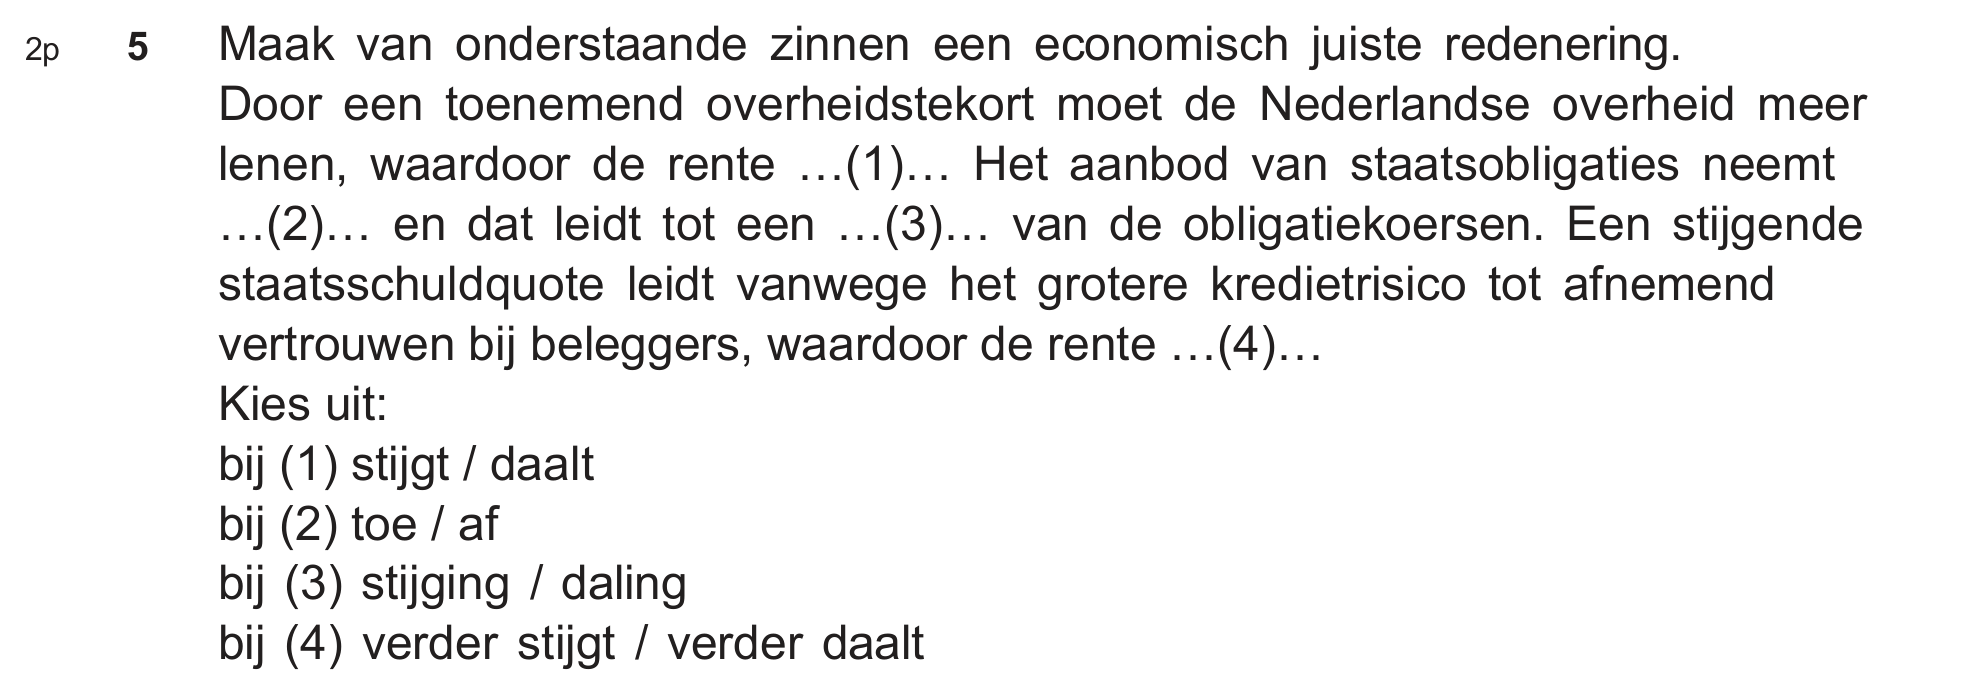 2p 5 Maak van onderstaande zinnen een economisch juiste redenering.
Door een toenemend overheidstekort moet de Nederlandse overheid meer
lenen, waardoor de rente …(1)… Het aanbod van staatsobligaties neemt
…(2)… en dat leidt tot een …(3)… van de obligatiekoersen. Een stijgende
staatsschuldquote leidt vanwege het grotere kredietrisico tot afnemend
vertrouwen bij beleggers, waardoor de rente …(4)…
Kies uit:
bij (1) stijgt / daalt
bij (2) toe / af
bij (3) stijging / daling
bij (4) verder stijgt / verder daalt